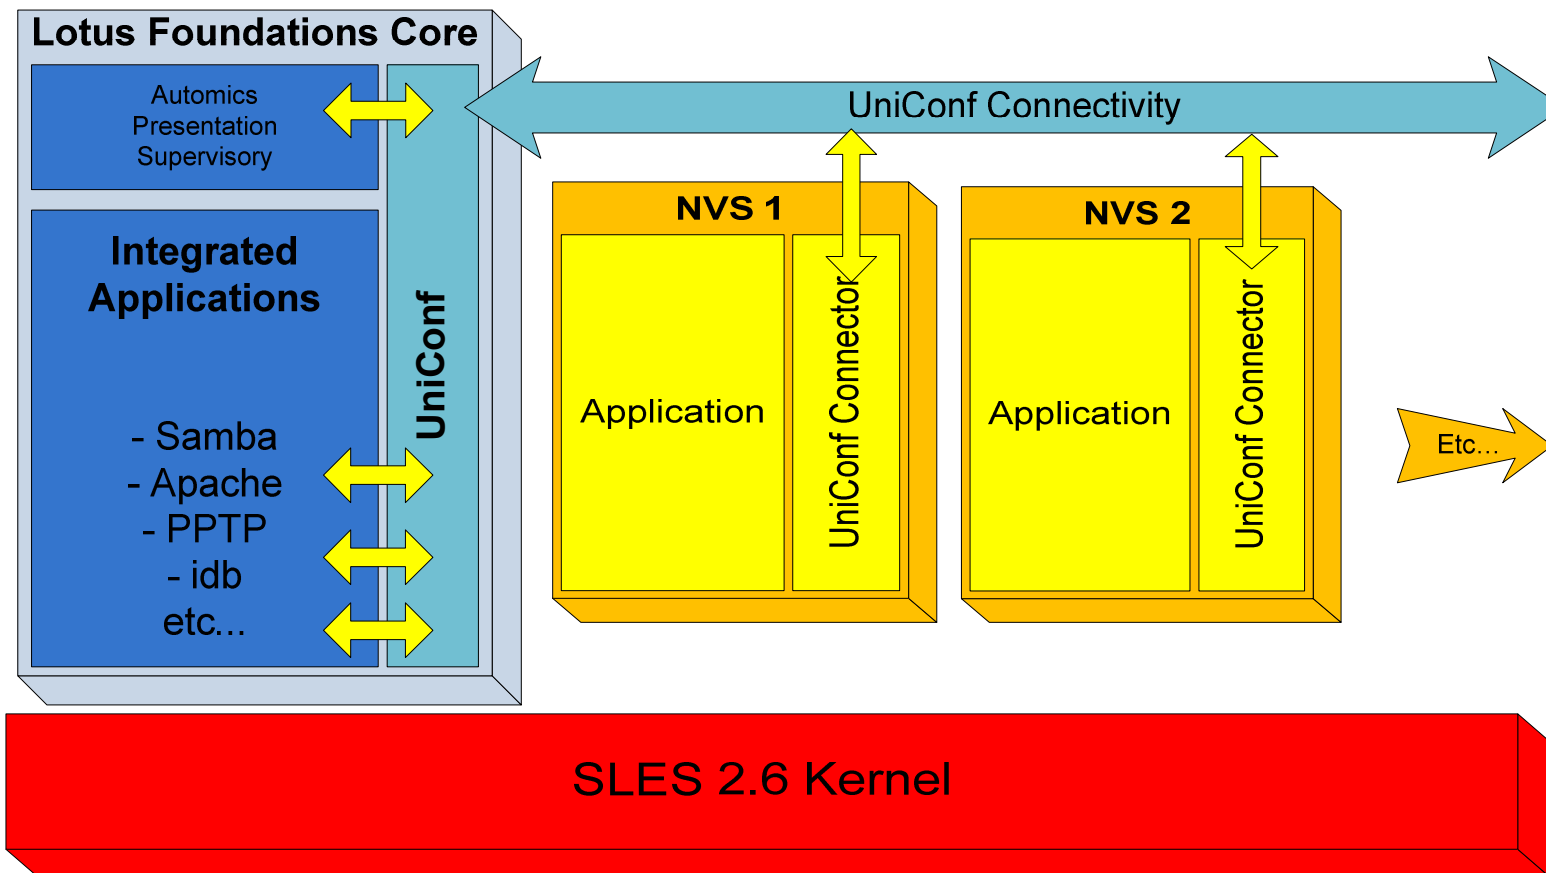 Lotus Foundations Core
Automics
Presentation
Supervisory
Integrated
Applications
- Samba
- Apache
- PPTP
- idb
etc...
UniConf
UniConf Connectivity
NVS 1
Application
UniConf Connector
NVS 2
Application
UniConf Connector
Etc...
SLES 2.6 Kernel